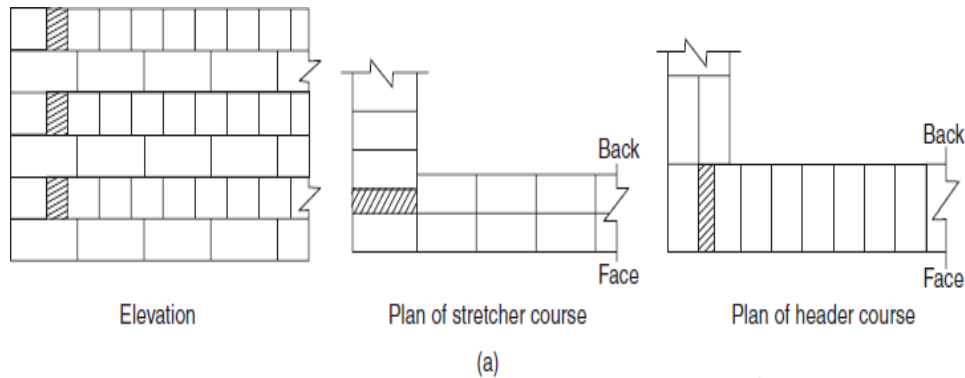 Back
Face
Back
Face
Elevation
Plan of stretcher course
Plan of header course
(a)